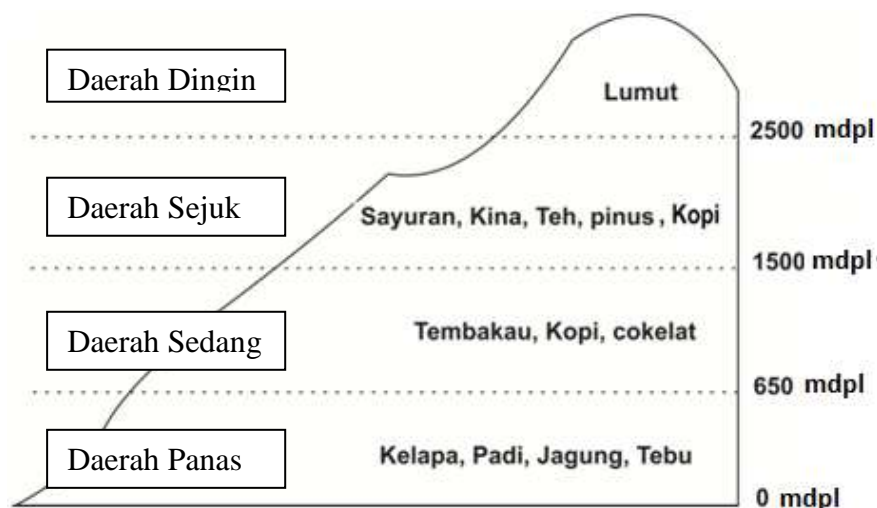 Daerah Dingin
Lumut
2500 mdpl
Daerah Sejuk
Sayuran, Kina, Teh, pinus, Kopi
1500 mdpl
Daerah Sedang
Tembakau, Kopi, cokelat
650 mdpl
Daerah Panas
Kelapa, Padi, Jagung, Tebu
0 mdpl